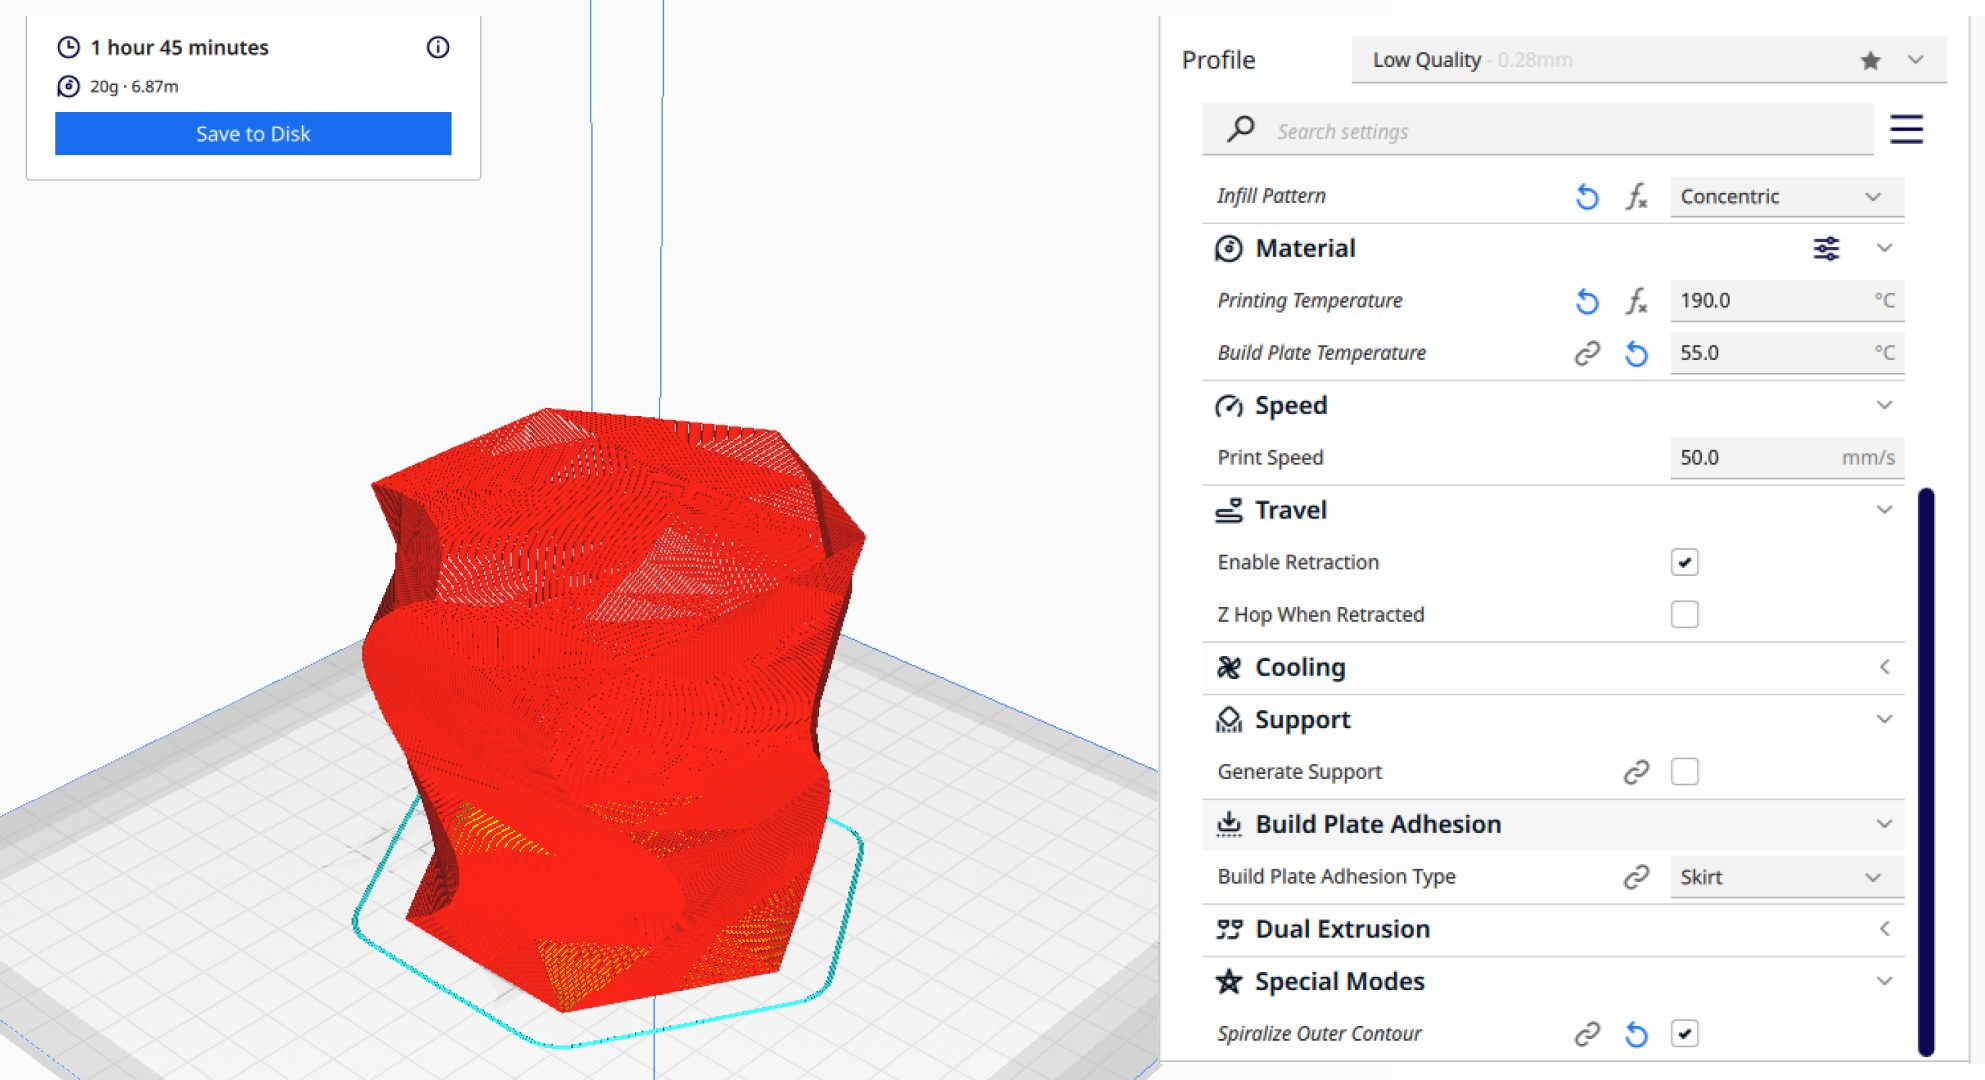 1 hour 45 minutes
20g · 6.87m
Save to Disk
Profile
Low Quality - 0.28mm
Search settings
Infill Pattern
Concentric
Material
Printing Temperature
190.0 °C
Build Plate Temperature
55.0 °C
Speed
Print Speed
50.0 mm/s
Travel
Enable Retraction
Z Hop When Retracted
Cooling
Support
Generate Support
Build Plate Adhesion
Build Plate Adhesion Type
Skirt
Dual Extrusion
Special Modes
Spiralize Outer Contour